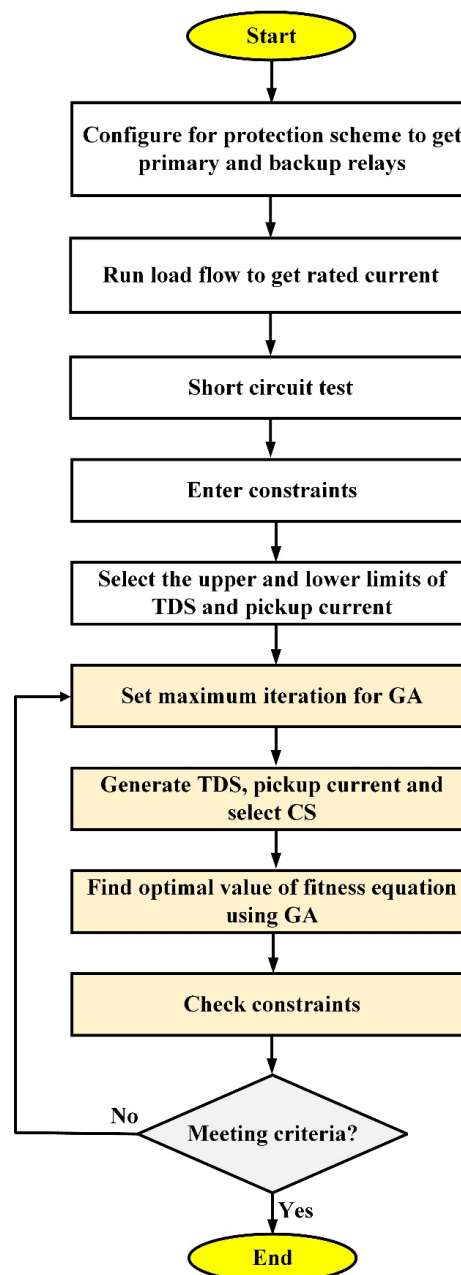 Start
Configure for protection scheme to get
primary and backup relays
Run load flow to get rated current
Short circuit test
Enter constraints
Select the upper and lower limits of
TDS and pickup current
Set maximum iteration for GA
Generate TDS, pickup current and
select CS
Find optimal value of fitness equation
using GA
Check constraints
No
Meeting criteria?
Yes
End